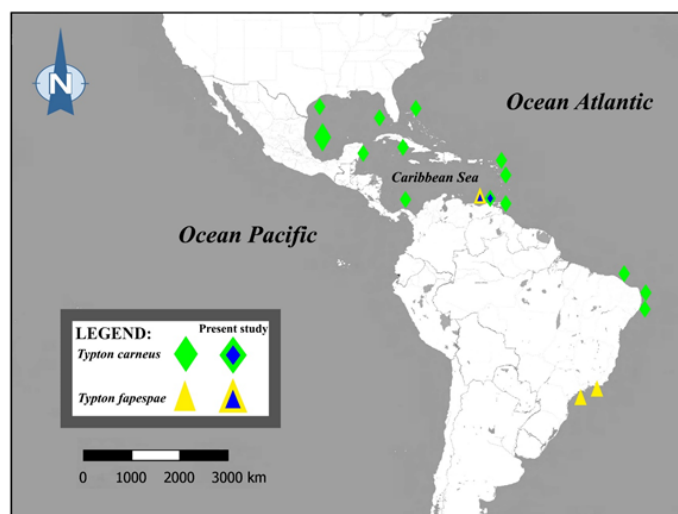 N
Ocean Atlantic
Caribbean Sea
Ocean Pacific
LEGEND:
Present study
Typton carneus
Typton fapespae
0 1000 2000 3000 km